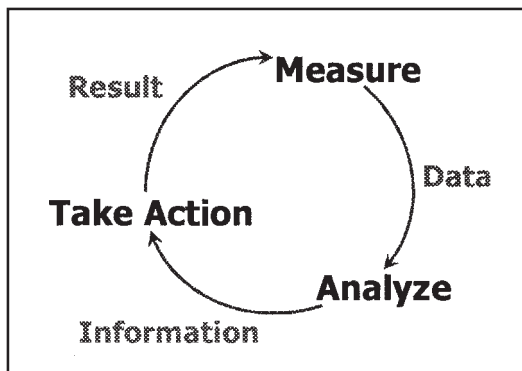 Measure
Result
Data
Take Action
Analyze
Information